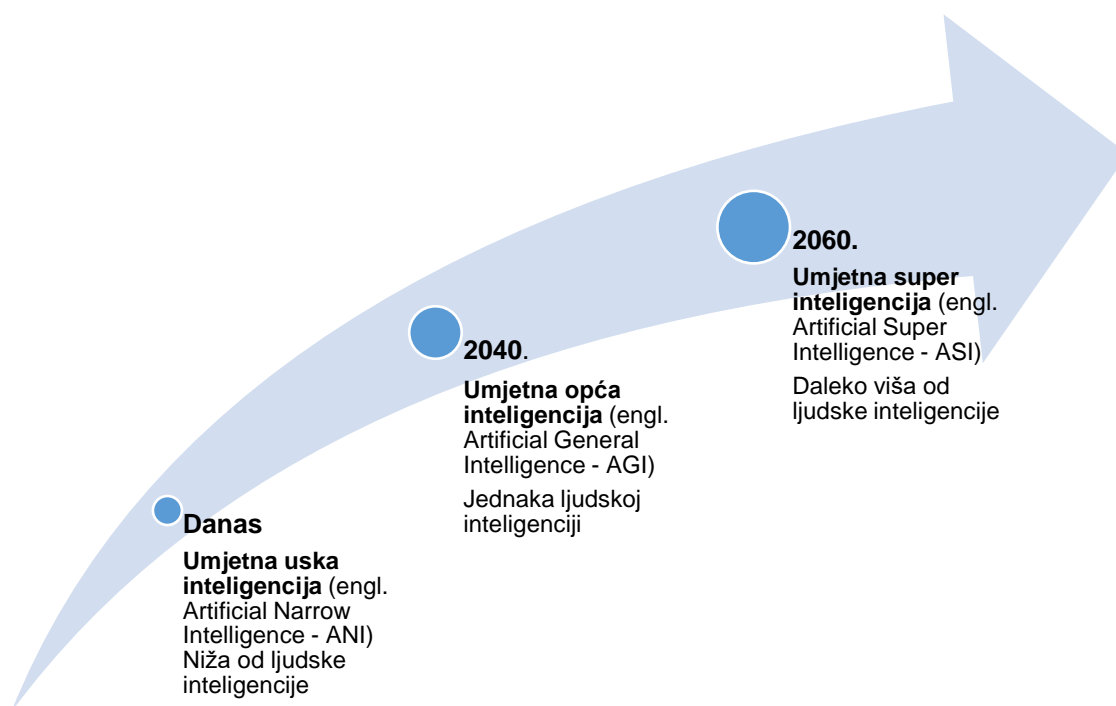 Danas
Umjetna uska
inteligencija (engl.
Artificial Narrow
Intelligence - ANI)
Niža od ljudske
inteligencije
2040.
Umjetna opća
inteligencija (engl.
Artificial General
Intelligence - AGI)
Jednaka ljudskoj
inteligenciji
2060.
Umjetna super
inteligencija (engl.
Artificial Super
Intelligence - ASI)
Daleko viša od
ljudske inteligencije